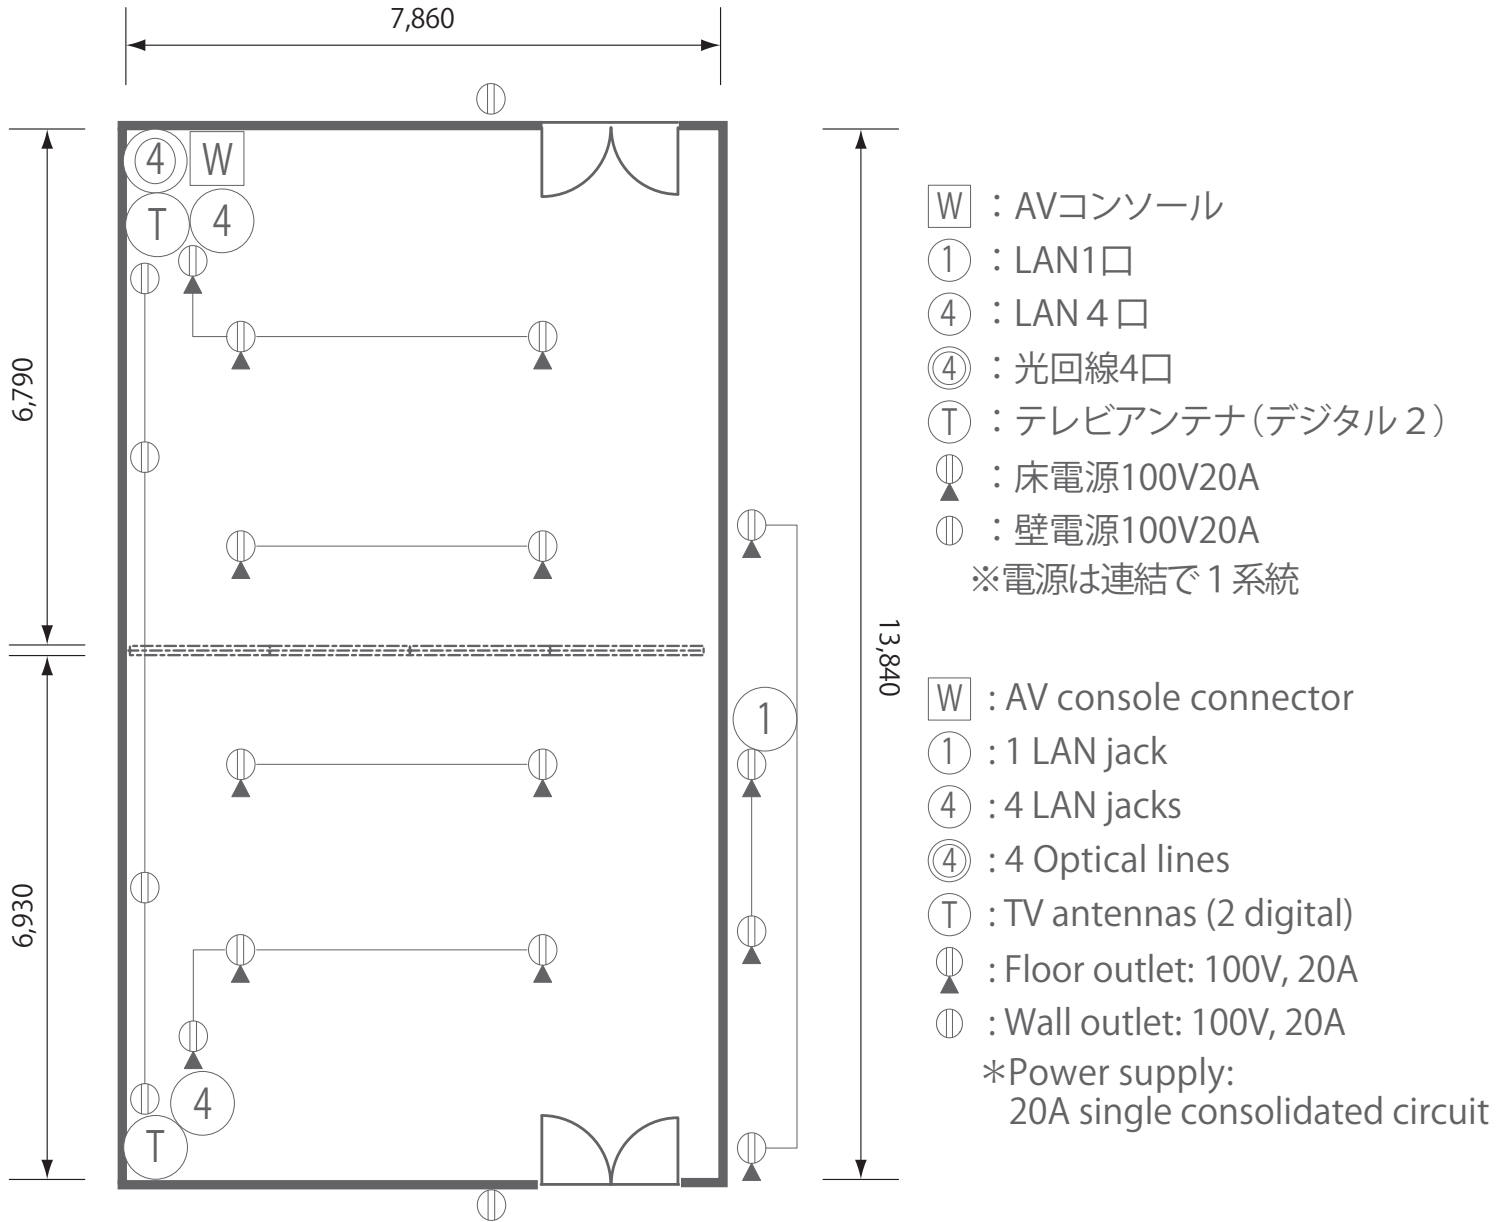 7,860
4
W
T
4
6,790
13,840
1
6,930
4
T
W : AVコンソール
1 : LAN1口
4 : LAN 4 口
4 : 光回線4口
T : テレビアンテナ（デジタル 2 ）
: 床電源100V20A
: 壁電源100V20A
※電源は連結で 1 系統
W : AV console connector
1 : 1 LAN jack
4 : 4 LAN jacks
4 : 4 Optical lines
T : TV antennas (2 digital)
: Floor outlet: 100V, 20A
: Wall outlet: 100V, 20A
＊Power supply:
20A single consolidated circuit